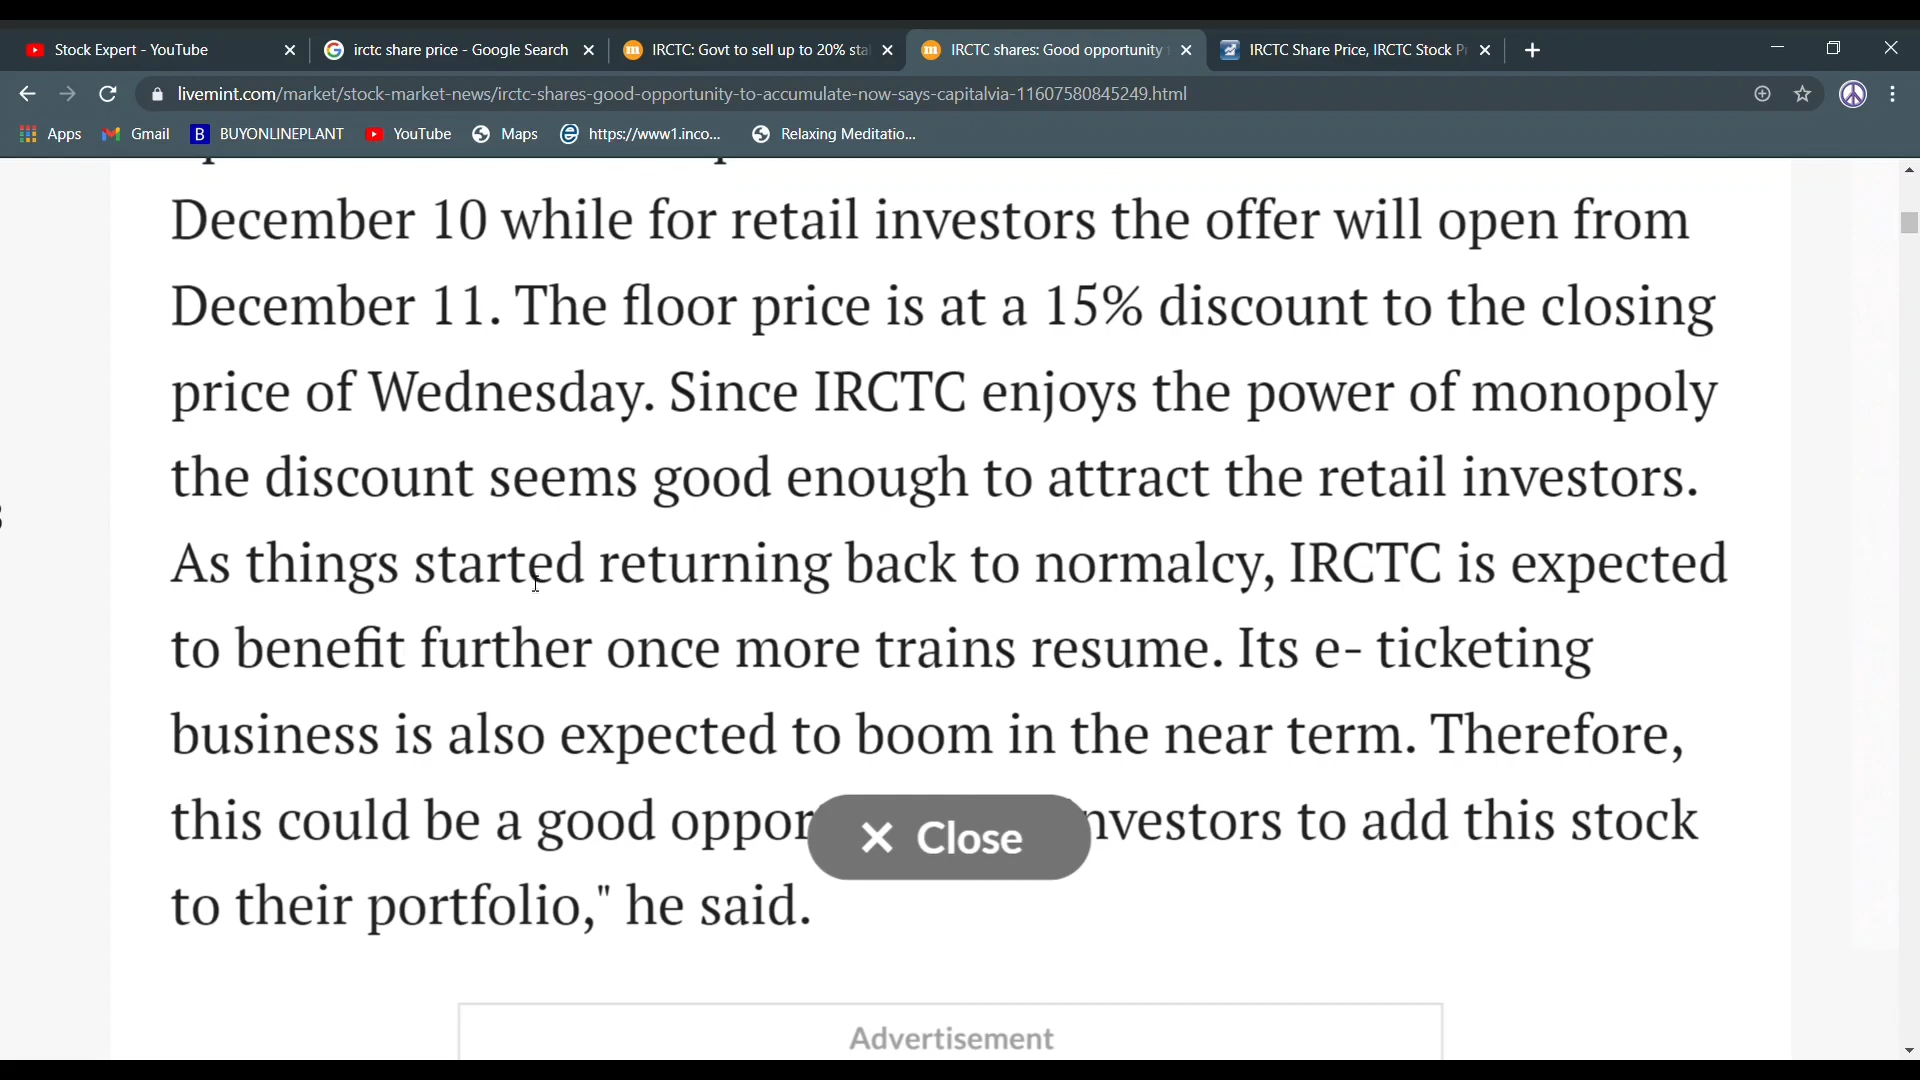 Stock Expert - YouTube
irctc share price - Google Search
IRCTC: Govt to sell up to 20% sta
IRCTC shares: Good opportunity
IRCTC Share Price, IRCTC Stock P
livemint.com/market/stock-market-news/irctc-shares-good-opportunity-to-accumulate-now-says-capitalvia-11607580845249.html
Apps
Gmail
B BUYONLINEPLANT
YouTube
Maps
https://www1.inco...
Relaxing Meditatio...
December 10 while for retail investors the offer will open from
December 11. The floor price is at a 15% discount to the closing
price of Wednesday. Since IRCTC enjoys the power of monopoly
the discount seems good enough to attract the retail investors.
As things started returning back to normalcy, IRCTC is expected
to benefit further once more trains resume. Its e- ticketing
business is also expected to boom in the near term. Therefore,
this could be a good oppor nvestors to add this stock
Close
to their portfolio," he said.
Advertisement